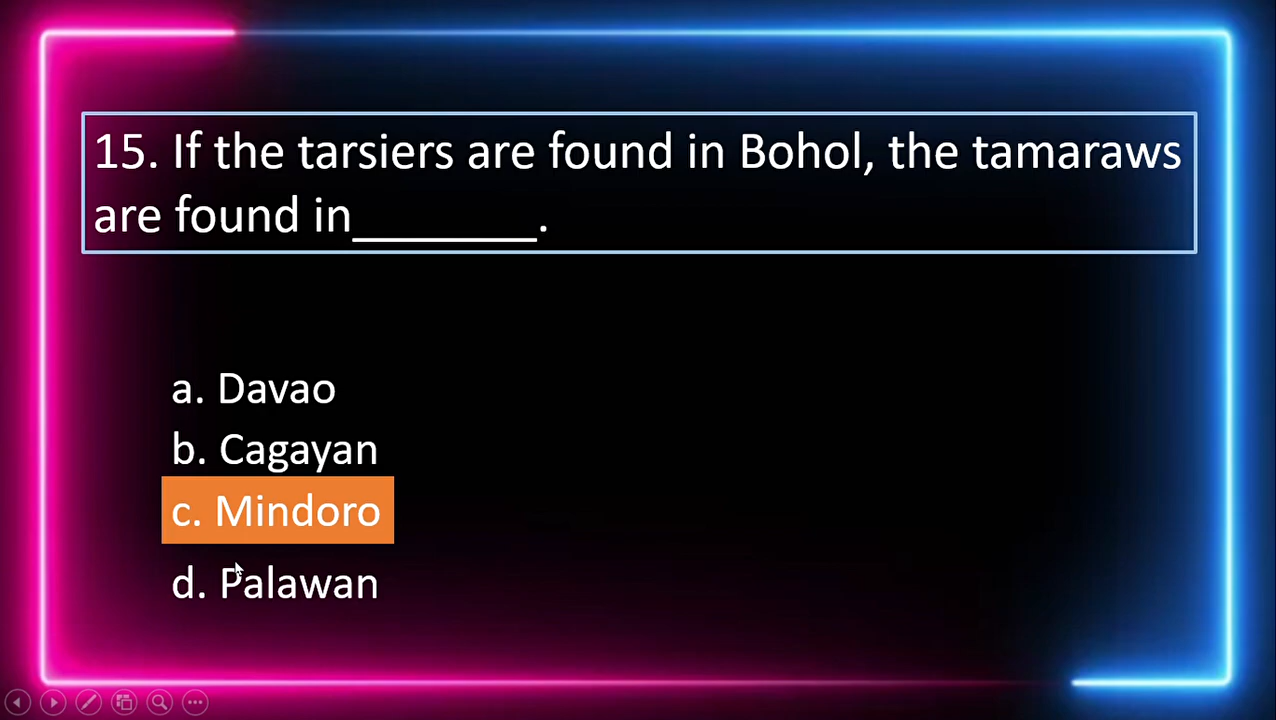 15. If the tarsiers are found in Bohol, the tamaraws
are found in________.
a. Davao
b. Cagayan
c. Mindoro
d. Palawan